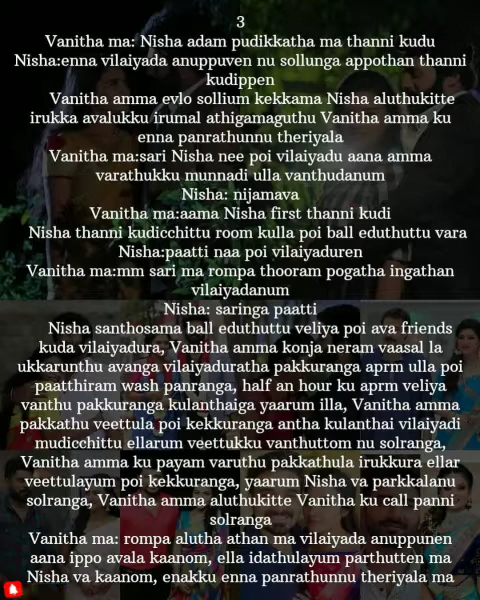 3
Vanitha ma: Nisha adam pudikkatha ma thanni kudu
Nisha:enna vilaiyada anuppuven nu sollunga appothan thanni
kudippen
Vanitha amma evlo sollium kekkama Nisha aluthukitte
irukka avalukku irumal athigamaguthu Vanitha amma ku
enna panrathunnu theriyala
Vanitha ma:sari Nisha nee poi vilaiyadu aana amma
varathukku munnadi ulla vanthudanum
Nisha: nijamava
Vanitha ma:aama Nisha first thanni kudi
Nisha thanni kudicchittu room kulla poi ball eduthuttu vara
Nisha:paatti naa poi vilaiyaduren
Vanitha ma:mm sari ma rompa thooram pogatha ingathan
vilaiyadanum
Nisha: saringa paatti
Nisha santhosama ball eduthuttu veliya poi ava friends
kuda vilaiyadura, Vanitha amma konja neram vaasal la
ukkarunthu avanga vilaiyaduratha pakkuranga aprm ulla poi
paathiram wash panranga, half an hour ku aprm veliya
vanthu pakkuranga kulanthaiga yaarum illa, Vanitha amma
pakkathu veettula poi kekkuranga antha kulanthai vilaiyadi
mudicchittu ellarum veettukku vanthuttom nu solranga,
Vanitha amma ku payam varuthu pakkathula irukkura ellar
veettulayum poi kekkuranga, yaarum Nisha va parkkalanu
solranga, Vanitha amma aluthukitte Vanitha ku call panni
solranga
Vanitha ma: rompa alutha athan ma vilaiyada anuppunen
aana ippo avala kaanom, ella idathulayum parthutten ma
Nisha va kaanom, enakku enna panrathunnu theriyala ma